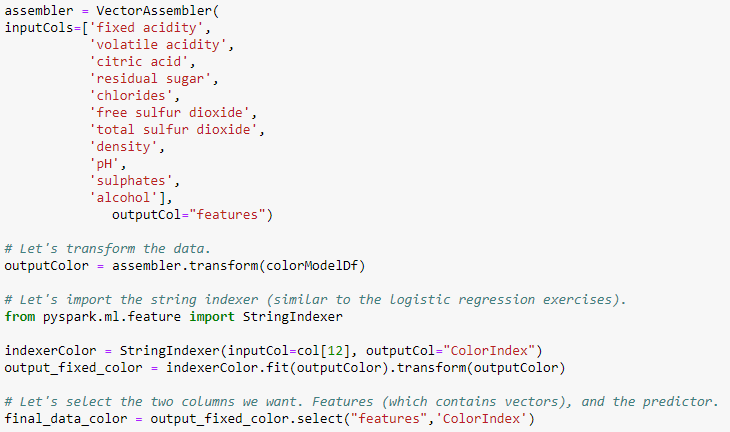 assembler = VectorAssembler(
inputCols=['fixed acidity',
           'volatile acidity',
           'citric acid',
           'residual sugar',
           'chlorides',
           'free sulfur dioxide',
           'total sulfur dioxide',
           'density',
           'pH',
           'sulphates',
           'alcohol'],
              outputCol="features")

# Let's transform the data.
outputColor = assembler.transform(colorModelDf)

# Let's import the string indexer (similar to the logistic regression exercises).
from pyspark.ml.feature import StringIndexer

indexerColor = StringIndexer(inputCol=col[12], outputCol="ColorIndex")
output_fixed_color = indexerColor.fit(outputColor).transform(outputColor)

# Let's select the two columns we want. Features (which contains vectors), and the predictor.
final_data_color = output_fixed_color.select("features",'ColorIndex')